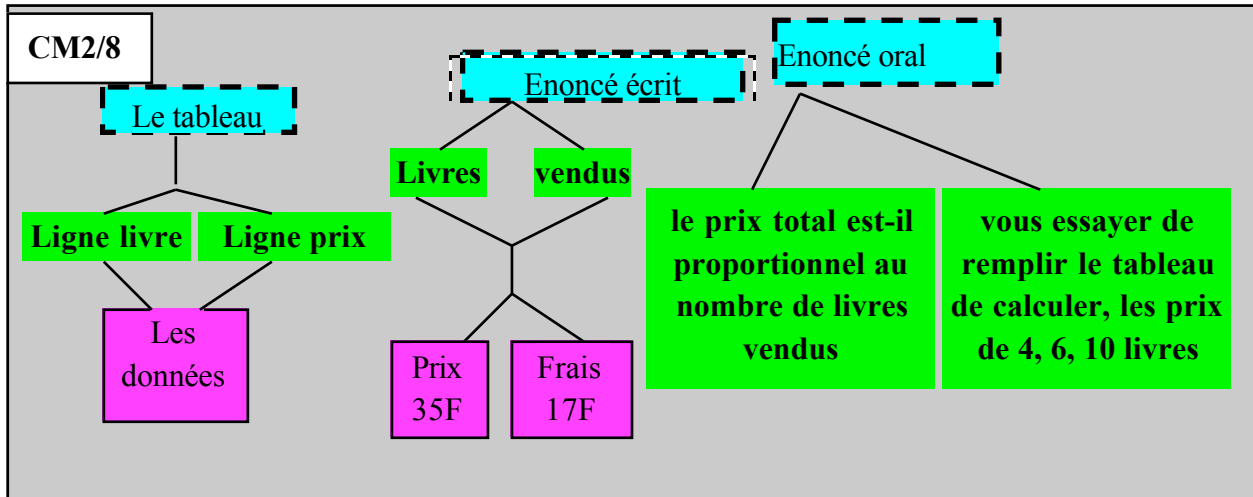 CM2/8
Le tableau
Enoncé écrit
Enoncé oral
Livres
vendus
Ligne livre
Ligne prix
le prix total est-il
proportionnel au
nombre de livres
vendus
vous essayer de
remplir le tableau
de calculer, les prix
de 4, 6, 10 livres
Les
données
Prix
35F
Frais
17F